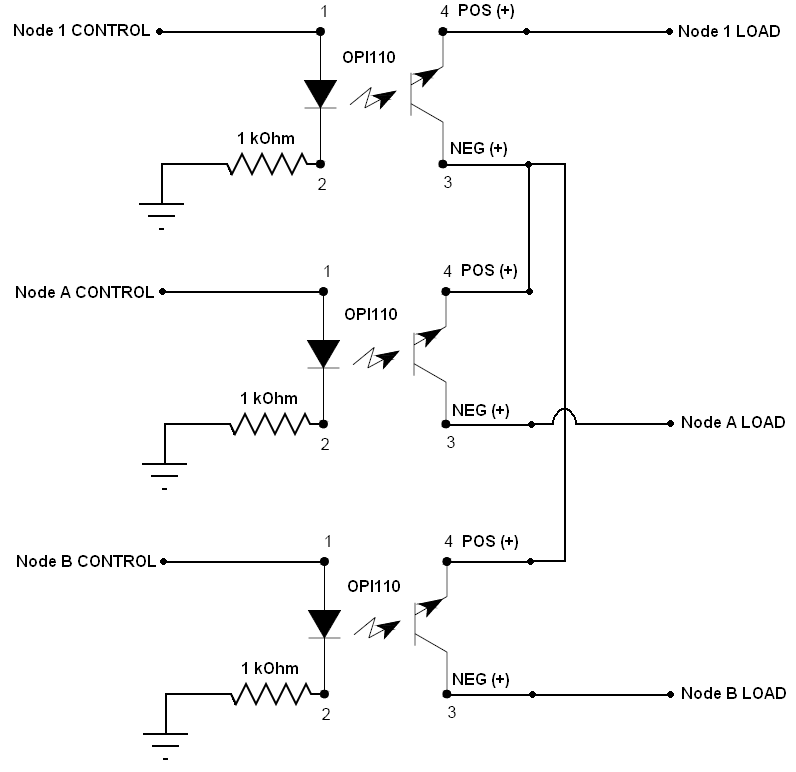 1
4 POS (+)
Node 1 CONTROL
Node 1 LOAD
OPI110
1 kOhm
NEG (+)
2
3
1
4 POS (+)
Node A CONTROL
OPI110
1 kOhm
NEG (+)
Node A LOAD
2
3
1
4 POS (+)
Node B CONTROL
OPI110
1 kOhm
NEG (+)
Node B LOAD
2
3